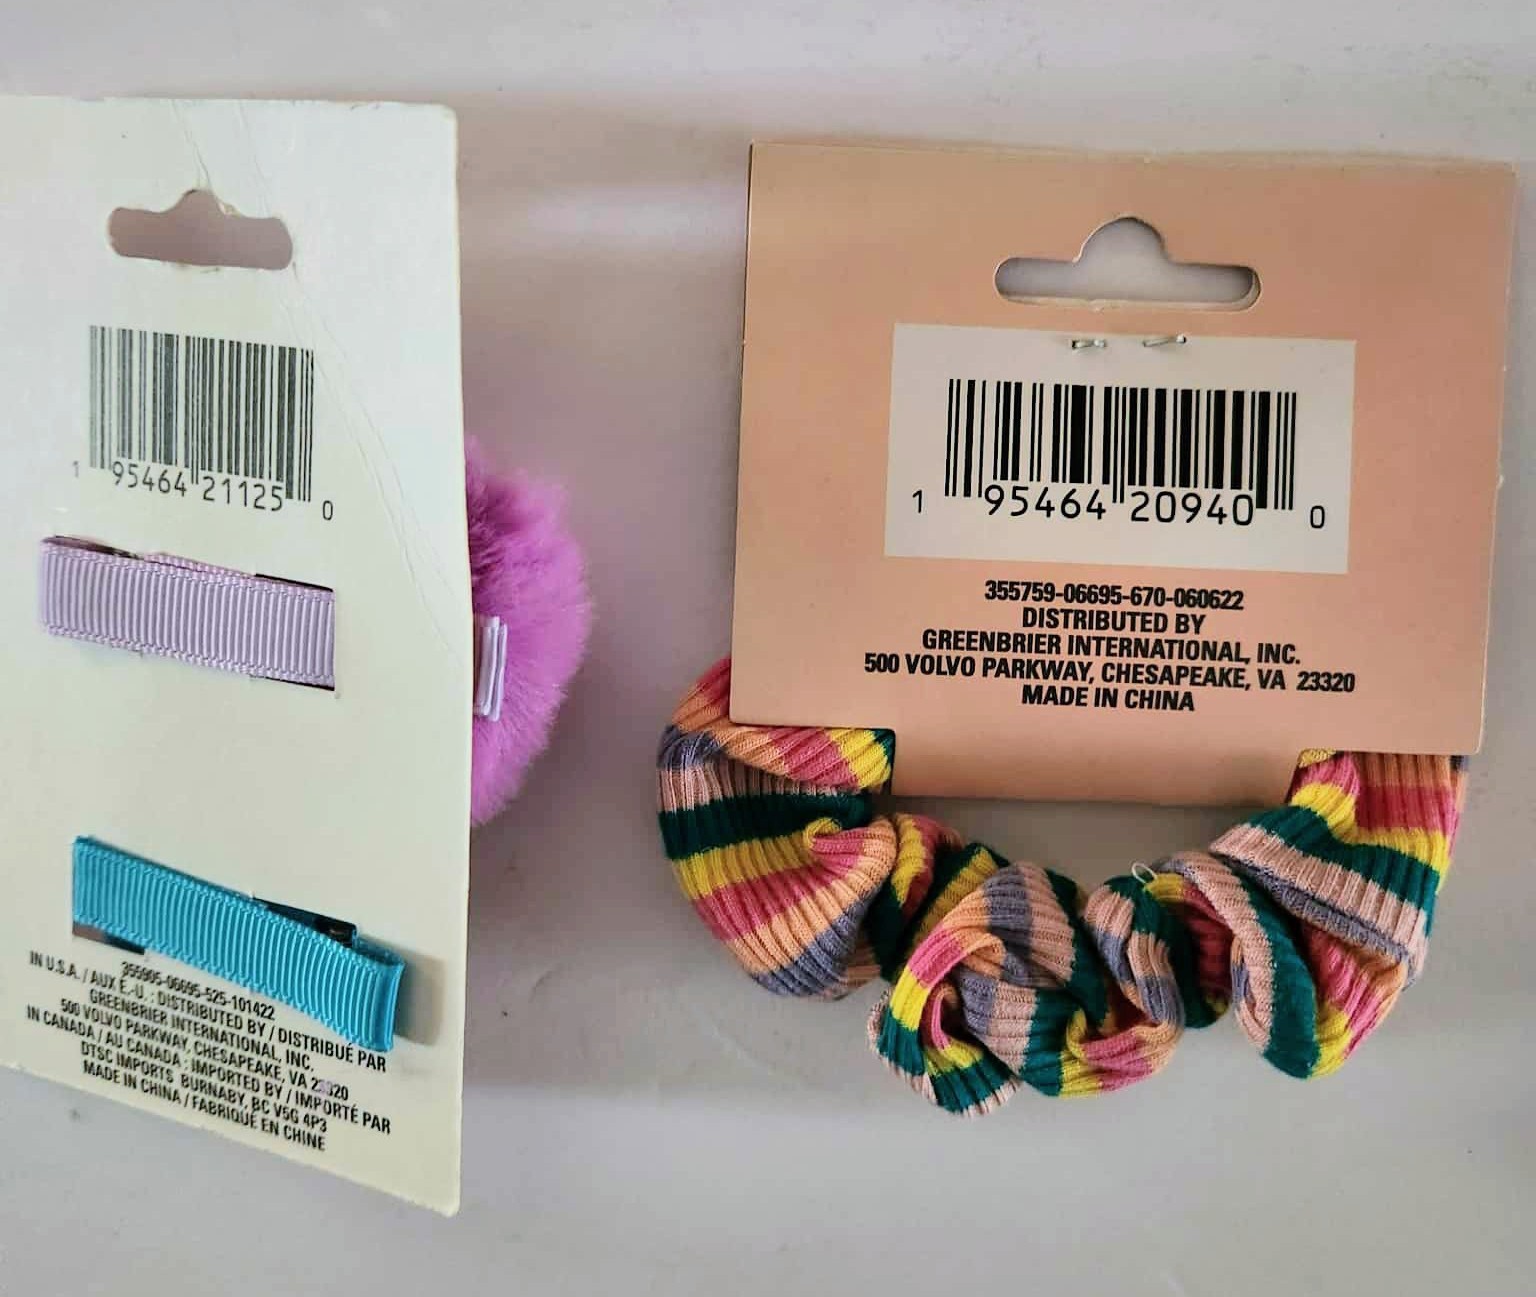 1 95464 21125 0
355905-06695-525-101422
IN U.S.A. / AUX É.-U. : DISTRIBUTED BY / DISTRIBUÉ PAR
GREENBRIER INTERNATIONAL, INC.
500 VOLVO PARKWAY, CHESAPEAKE, VA 23320
IN CANADA / AU CANADA : IMPORTED BY / IMPORTÉ PAR
DTSC IMPORTS BURNABY, BC V5G 4P3
MADE IN CHINA / FABRIQUÉ EN CHINE
1 95464 20940 0
355759-06695-670-060622
DISTRIBUTED BY
GREENBRIER INTERNATIONAL, INC.
500 VOLVO PARKWAY, CHESAPEAKE, VA 23320
MADE IN CHINA